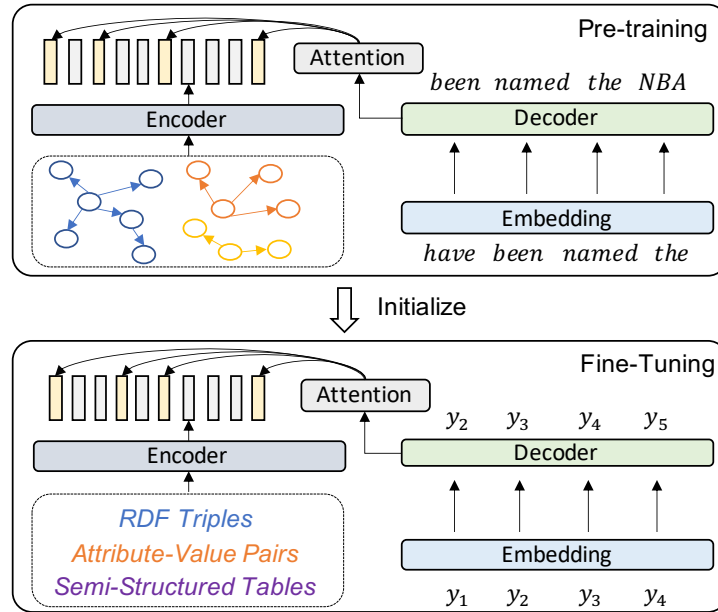 Pre-training
Attention
been named the NBA
Encoder
Decoder
Embedding
have been named the
Initialize
Fine-Tuning
Attention
y₂ y₃ y₄ y₅
Encoder
Decoder
RDF Triples
Attribute-Value Pairs
Semi-Structured Tables
Embedding
y₁ y₂ y₃ y₄